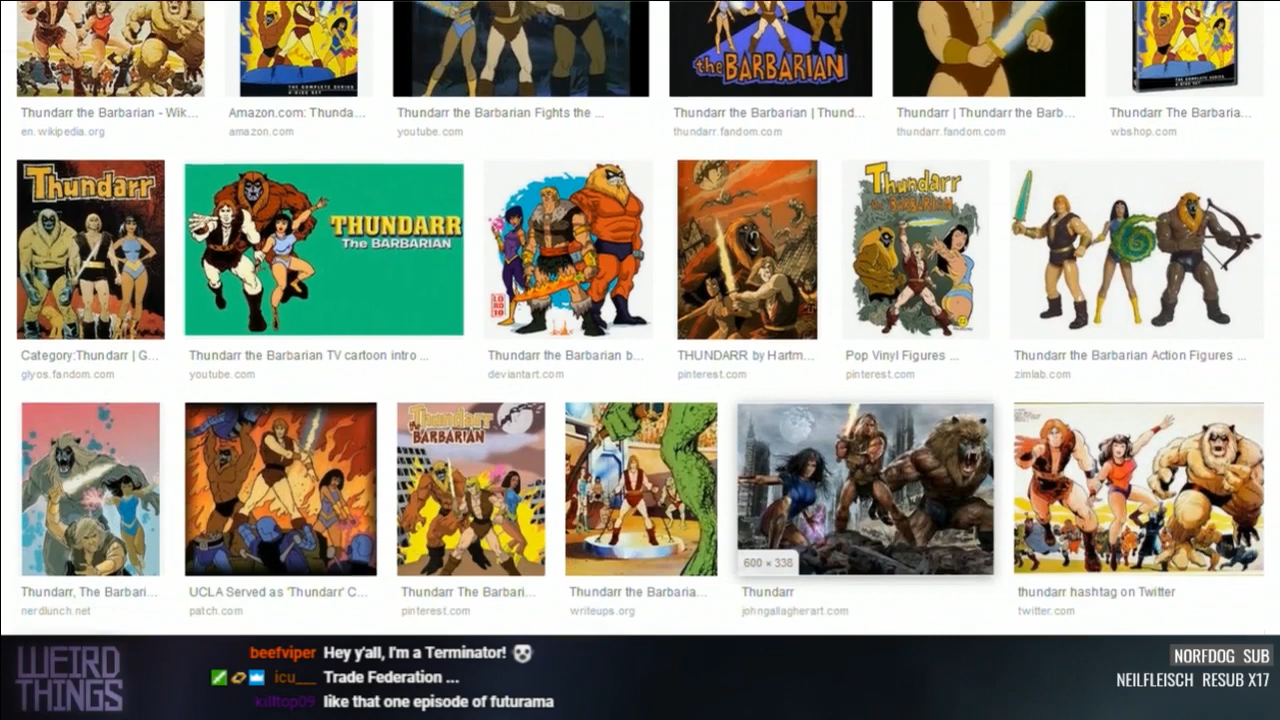 the BARBARIAN
THE COMPLETE SERIES
Thundarr the Barbarian - Wik...
en.wikipedia.org
Amazon.com: Thunda...
amazon.com
Thundarr the Barbarian Fights the ...
youtube.com
Thundarr the Barbarian | Thund...
thundarr.fandom.com
Thundarr | Thundarr the Barb...
thundarr.fandom.com
Thundarr The Barbaria...
wbshop.com
Thundarr
THUNDARR
The BARBARIAN
Thundarr
the BARBARIAN
Category:Thundarr | G...
glyos.fandom.com
Thundarr the Barbarian TV cartoon intro ...
youtube.com
Thundarr the Barbarian b...
deviantart.com
THUNDARR by Hartm...
pinterest.com
Pop Vinyl Figures ...
pinterest.com
Thundarr the Barbarian Action Figures ...
zimlab.com
Thundarr
BARBARIAN
600 × 338
Thundarr, The Barbari...
nerdlunch.net
UCLA Served as 'Thundarr' C...
patch.com
Thundarr The Barbari...
pinterest.com
Thundarr the Barbaria...
writeups.org
Thundarr
johngallagherart.com
thundarr hashtag on Twitter
twitter.com
WEIRD
THINGS
beefviper Hey y'all, I'm a Terminator!
icu__ Trade Federation ...
killtop09 like that one episode of futurama
NORFDOG SUB
NEILFLEISCH RESUB X17